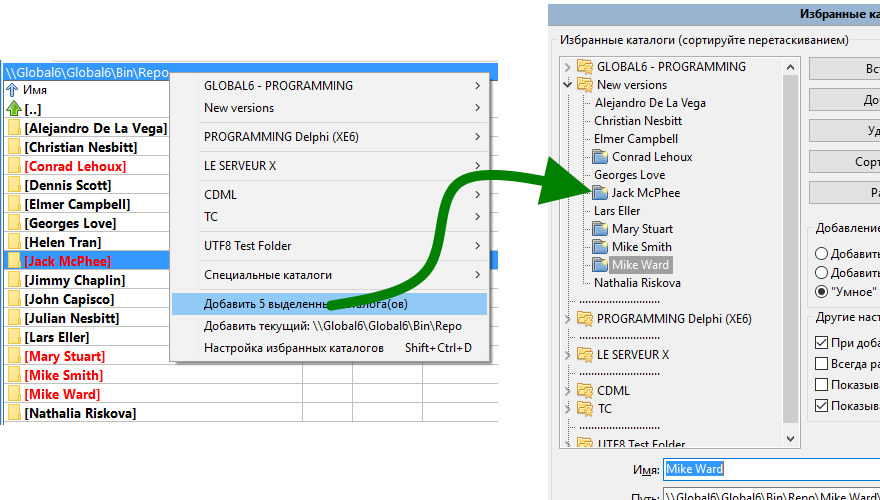 \\Global6\Global6\Bin\Repo
Имя
[..]
[Alejandro De La Vega]
[Christian Nesbitt]
[Conrad Lehoux]
[Dennis Scott]
[Elmer Campbell]
[Georges Love]
[Helen Tran]
[Jack McPhee]
[Jimmy Chaplin]
[John Capisco]
[Julian Nesbitt]
[Lars Eller]
[Mary Stuart]
[Mike Smith]
[Mike Ward]
[Nathalia Riskova]
GLOBAL6 - PROGRAMMING
New versions
PROGRAMMING Delphi (XE6)
LE SERVEUR X
CDML
TC
UTF8 Test Folder
Специальные каталоги
Добавить 5 выделенны аталога(ов)
Добавить текущий: \\Global6\Global6\Bin\Repo
Настройка избранных каталогов Shift+Ctrl+D
Избранные ка
Избранные каталоги (сортируйте перетаскиванием)
GLOBAL6 - PROGRAMMING
New versions
Alejandro De La Vega
Christian Nesbitt
Elmer Campbell
Conrad Lehoux
Georges Love
Jack McPhee
Lars Eller
Mary Stuart
Mike Smith
Mike Ward
Nathalia Riskova
PROGRAMMING Delphi (XE6)
LE SERVEUR X
CDML
TC
UTF8 Test Folder
Вст
До
Уд
Сорт
Ра
Добавление
Добавить
Добавить
"Умное"
Другие наст
При доба
Всегда ра
Показыва
Показыва
Имя: Mike Ward
Путь: \\Global6\Global6\Bin\Repo\Mike Ward\